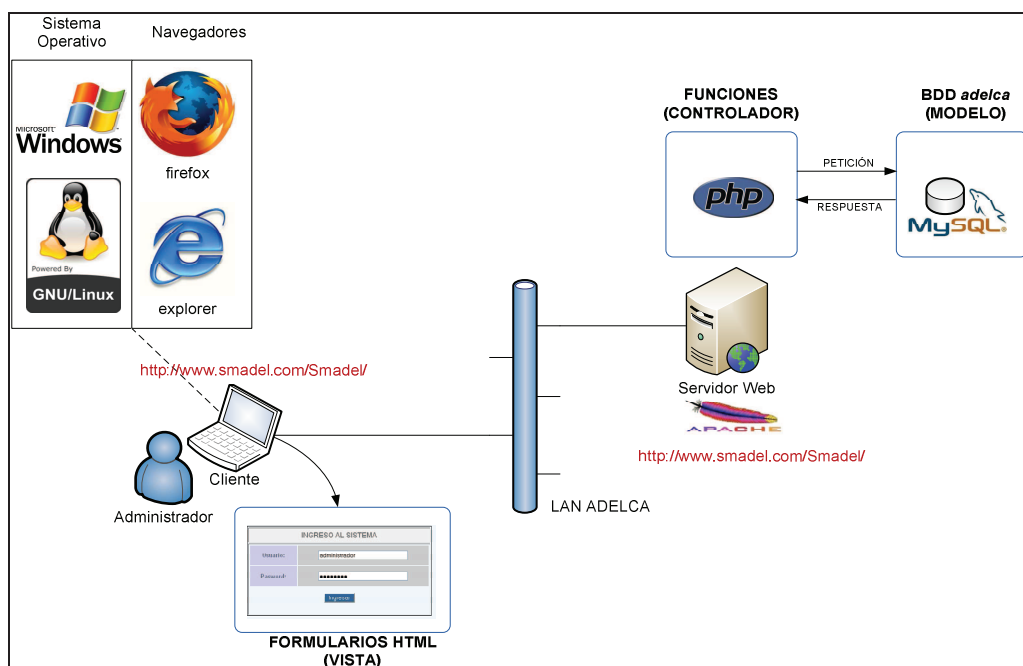 Sistema
Operativo
Navegadores
Microsoft
Windows
firefox
Powered By
GNU/Linux
explorer
FUNCIONES
(CONTROLADOR)
BDD adelca
(MODELO)
php
PETICIÓN
RESPUESTA
MySQL®
http://www.smadel.com/Smadel/
Servidor Web
APACHE
http://www.smadel.com/Smadel/
Cliente
Administrador
LAN ADELCA
INGRESO AL SISTEMA
Usuario:
administrador
Password:
Ingresar
FORMULARIOS HTML
(VISTA)